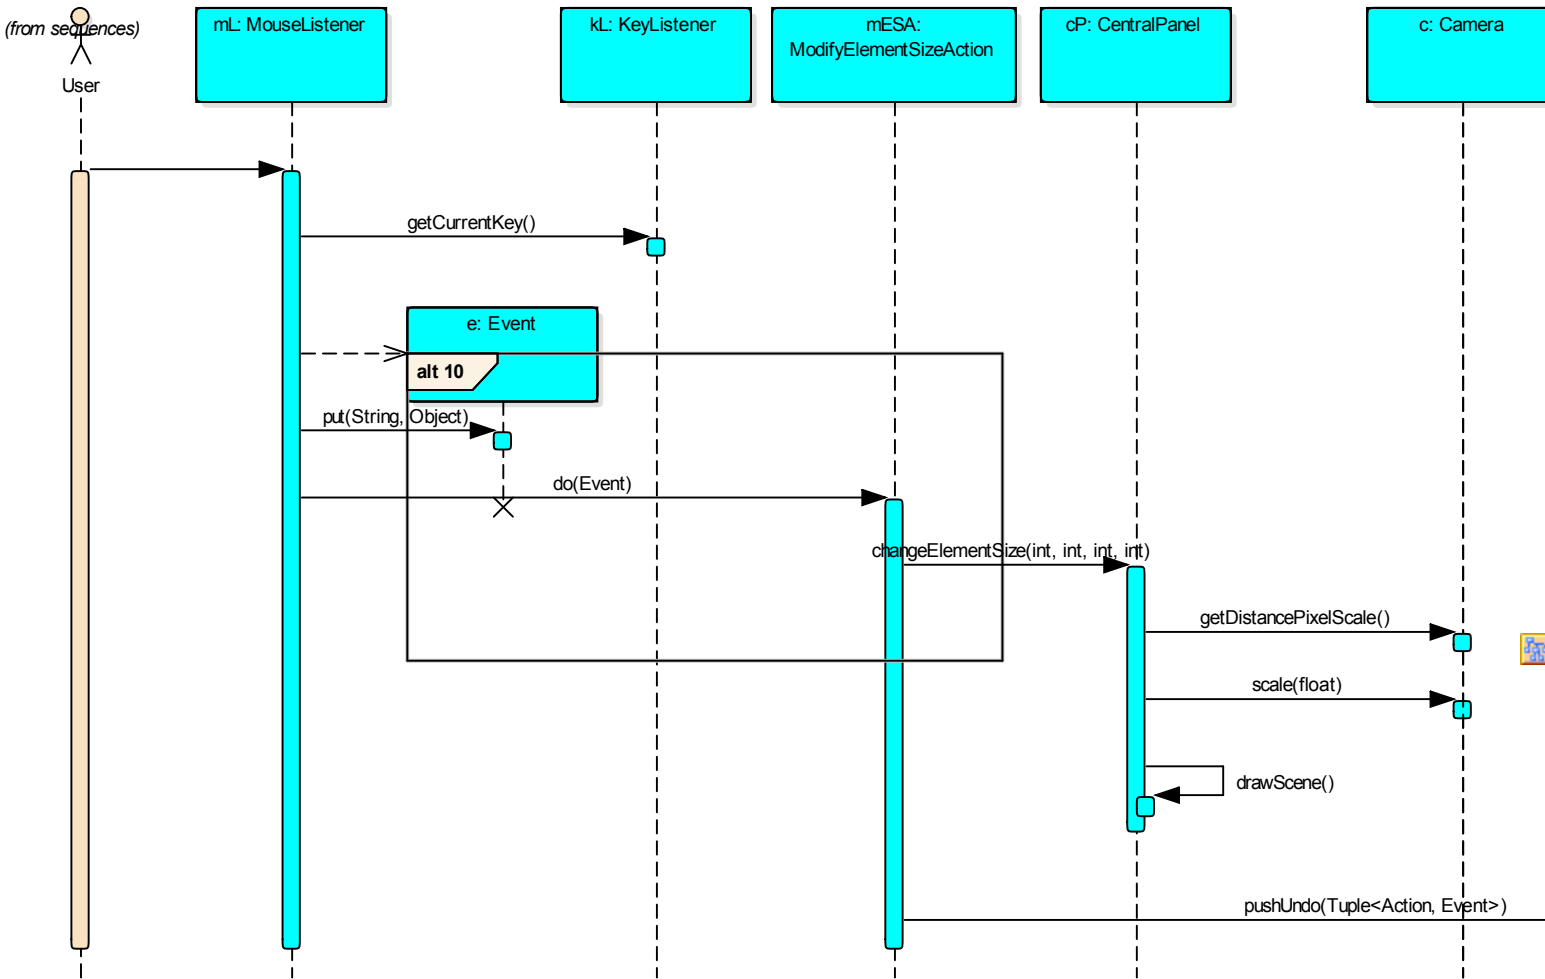 (from sequences)
User
mL: MouseListener
kL: KeyListener
mESA:
ModifyElementSizeAction
cP: CentralPanel
c: Camera
getCurrentKey()
e: Event
alt 10
put(String, Object)
do(Event)
changeElementSize(int, int, int, int)
getDistancePixelScale()
scale(float)
drawScene()
pushUndo(Tuple<Action, Event>)